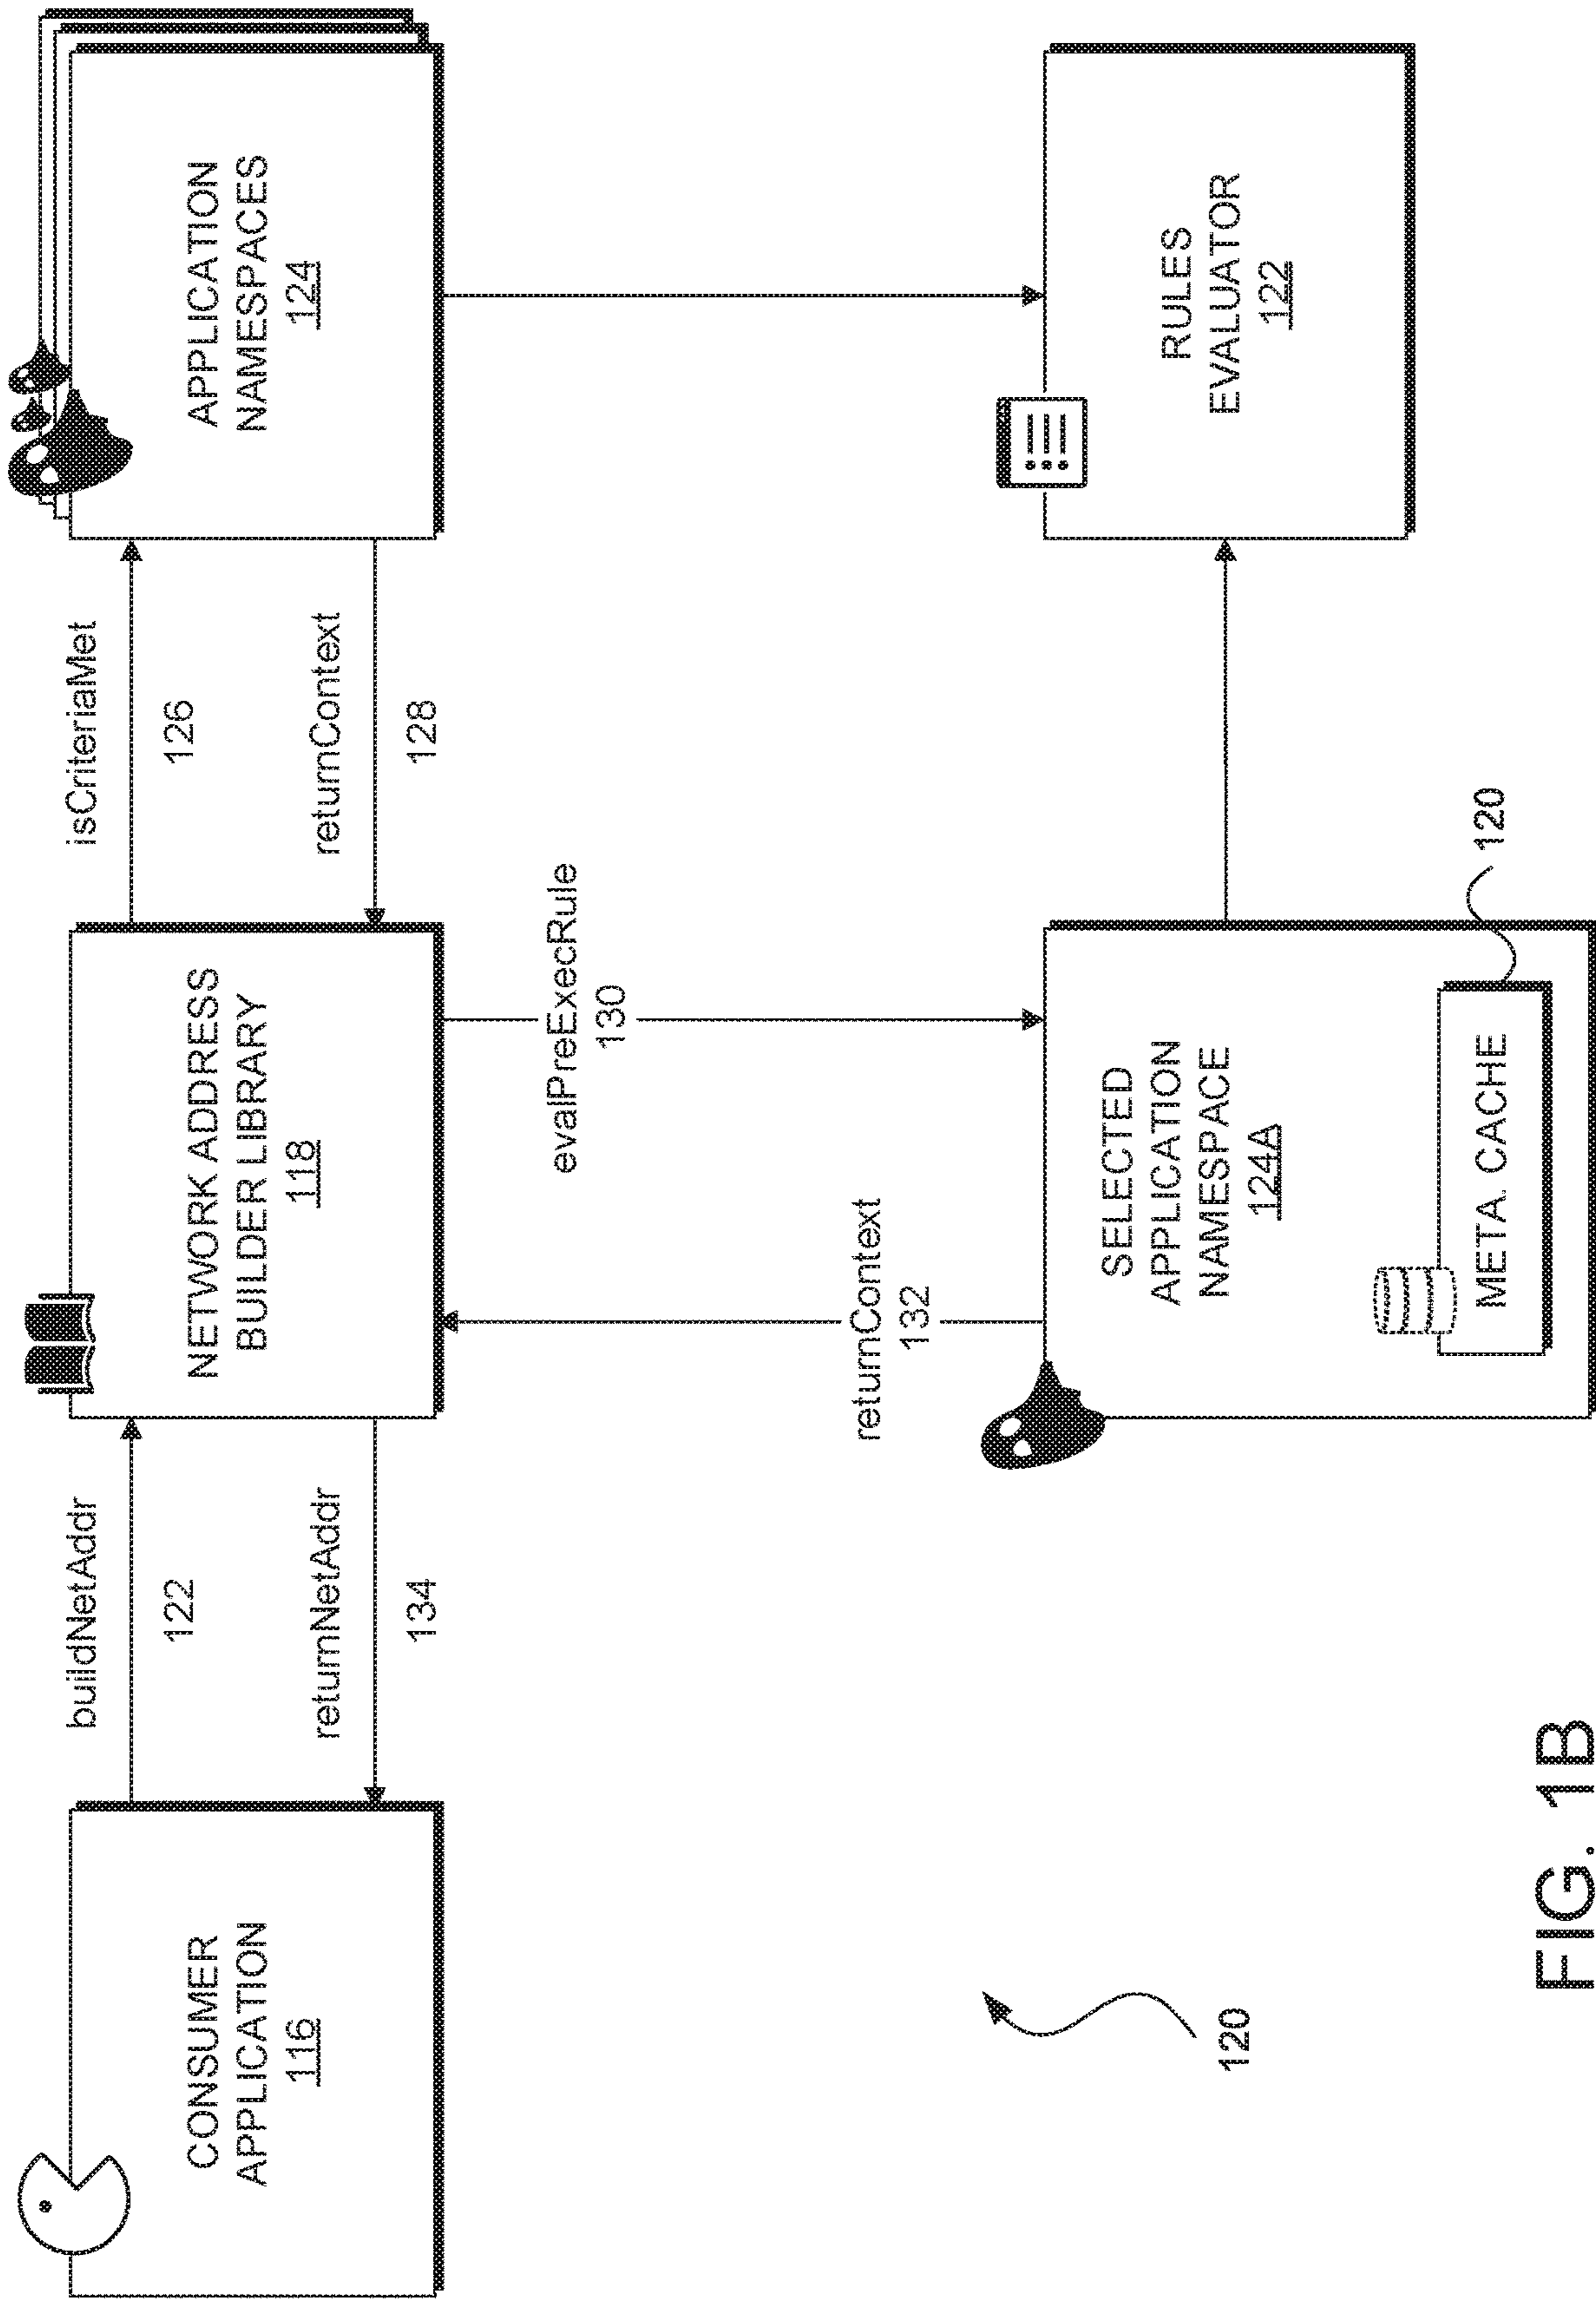 CONSUMER
APPLICATION
116
buildNetAddr
122
returnNetAddr
134
NETWORK ADDRESS
BUILDER LIBRARY
118
isCriteriaMet
126
returnContext
128
APPLICATION
NAMESPACES
124
evalPreExecRule
130
returnContext
132
SELECTED
APPLICATION
NAMESPACE
124A
META CACHE
120
RULES
EVALUATOR
122
120
FIG. 1B